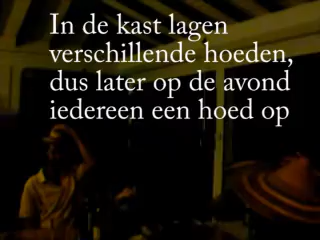 In de kast lagen
verschillende hoeden,
dus later op de avond
iedereen een hoed op